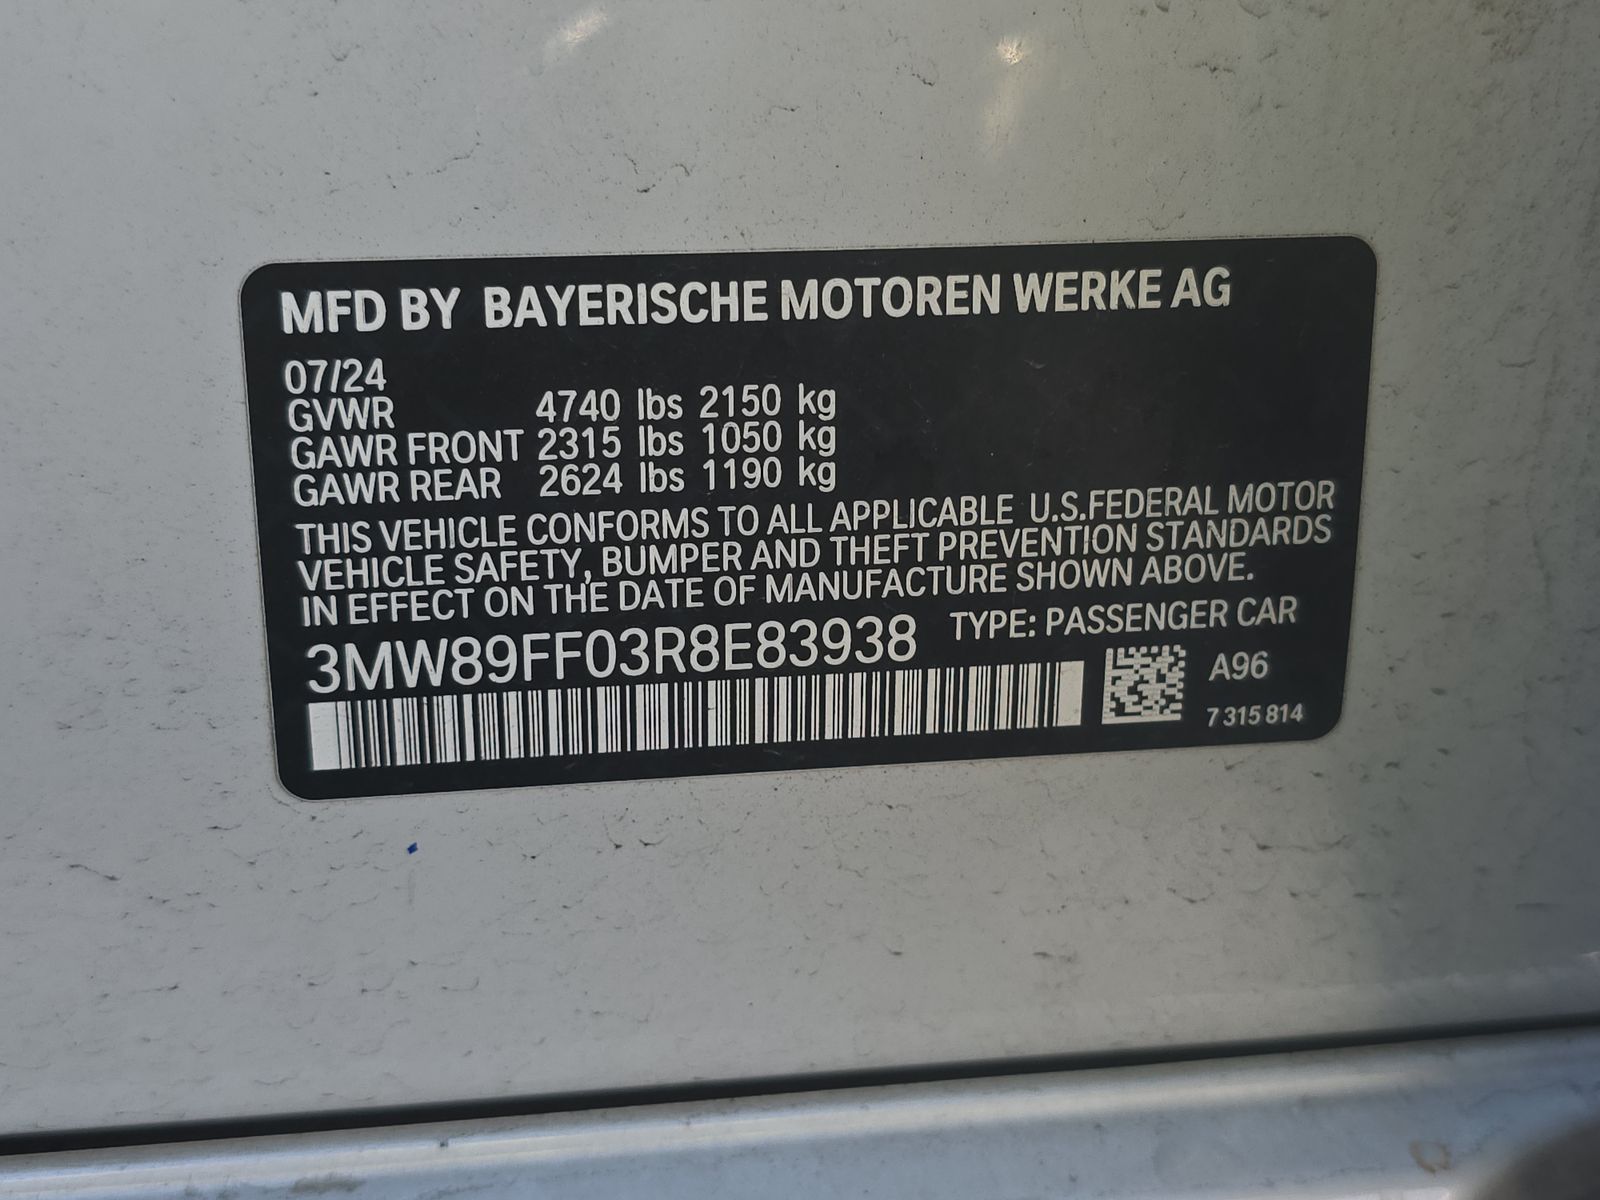 MFD BY BAYERISCHE MOTOREN WERKE AG
07/24
GVWR 4740 lbs 2150 kg
GAWR FRONT 2315 lbs 1050 kg
GAWR REAR 2624 lbs 1190 kg
THIS VEHICLE CONFORMS TO ALL APPLICABLE U.S.FEDERAL MOTOR
VEHICLE SAFETY, BUMPER AND THEFT PREVENTION STANDARDS
IN EFFECT ON THE DATE OF MANUFACTURE SHOWN ABOVE.
3MW89FF03R8E83938 TYPE: PASSENGER CAR
A96
7 315 814